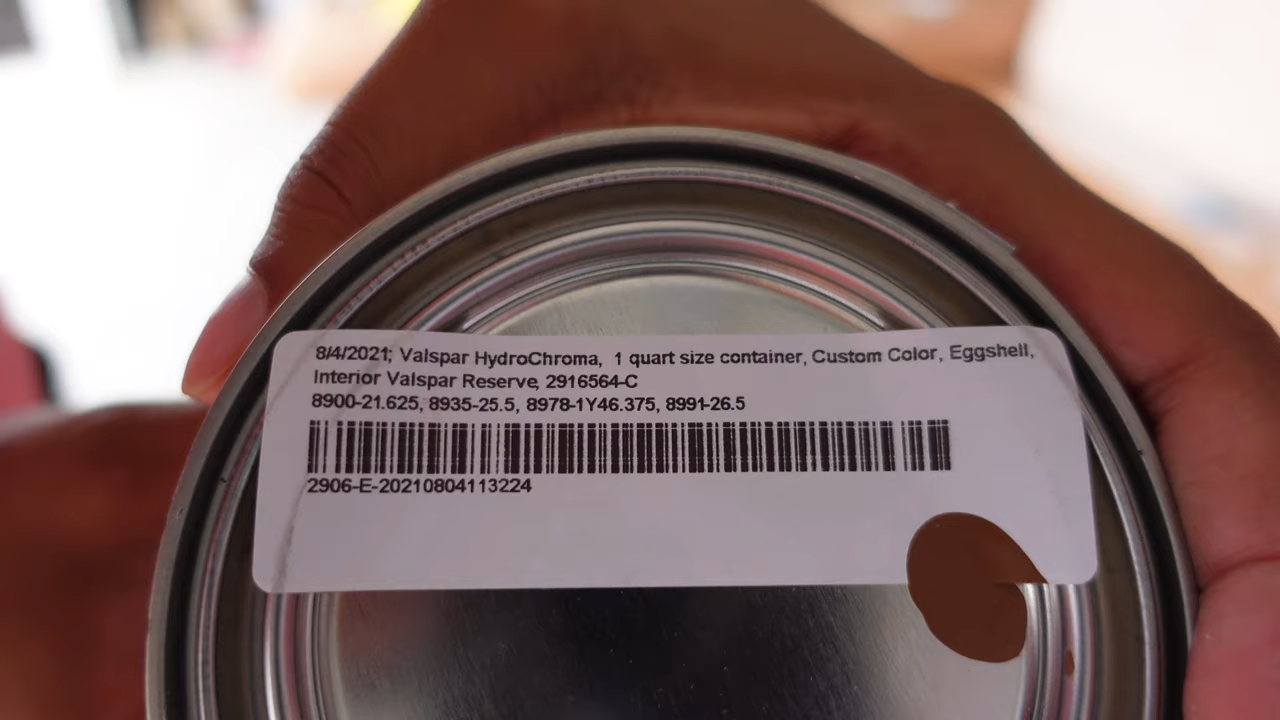 8/4/2021; Valspar HydroChroma, 1 quart size container, Custom Color, Eggshell,
Interior Valspar Reserve, 2916564-C
8900-21.625, 8935-25.5, 8978-1Y46.375, 8991-26.5
2906-E-20210804113224